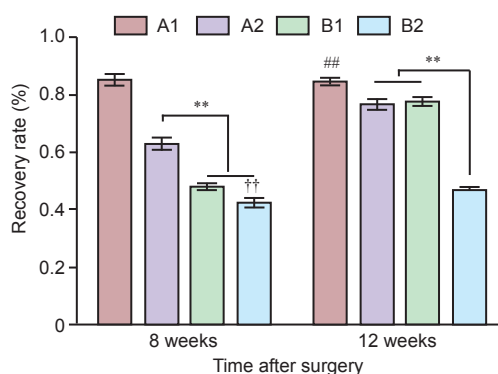 A1 A2 B1 B2
Recovery rate (%)
1.0
0.8
0.6
0.4
0.2
0
**
††
##
**
8 weeks 12 weeks
Time after surgery